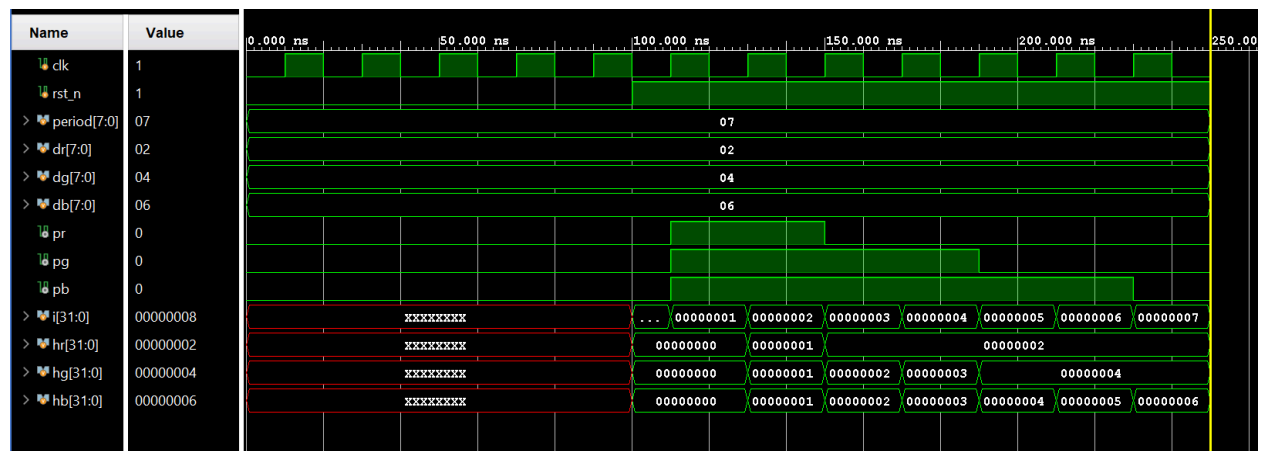 Name Value
0.000 ns 50.000 ns 100.000 ns 150.000 ns 200.000 ns 250.00
clk 1
rst_n 1
period[7:0] 07 07
dr[7:0] 02 02
dg[7:0] 04 04
db[7:0] 06 06
pr 0
pg 0
pb 0
i[31:0] 00000008 XXXXXXXX ... 00000001 00000002 00000003 00000004 00000005 00000006 00000007
hr[31:0] 00000002 XXXXXXXX 00000000 00000001 00000002
hg[31:0] 00000004 XXXXXXXX 00000000 00000001 00000002 00000003 00000004
hb[31:0] 00000006 XXXXXXXX 00000000 00000001 00000002 00000003 00000004 00000005 00000006